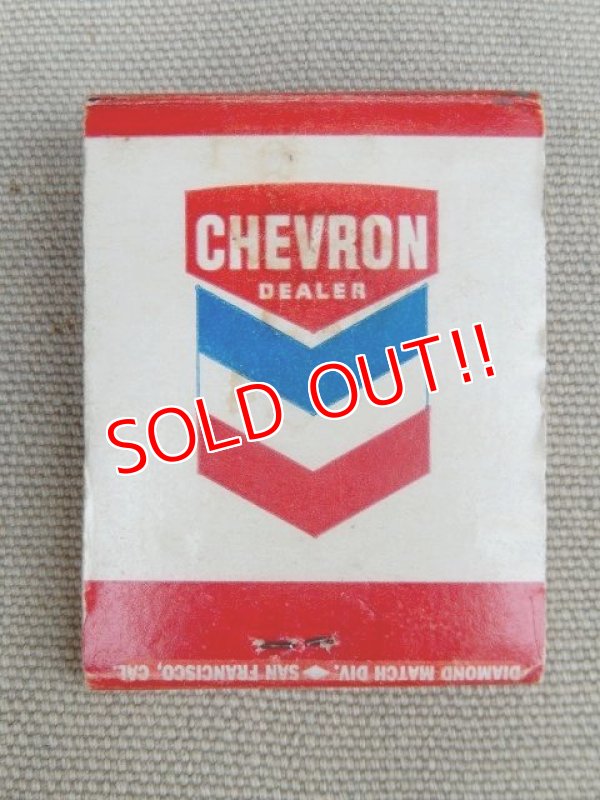 CHEVRON
DEALER
SOLD OUT!!
DIAMOND MATCH DIV. SAN FRANCISCO, CAL.